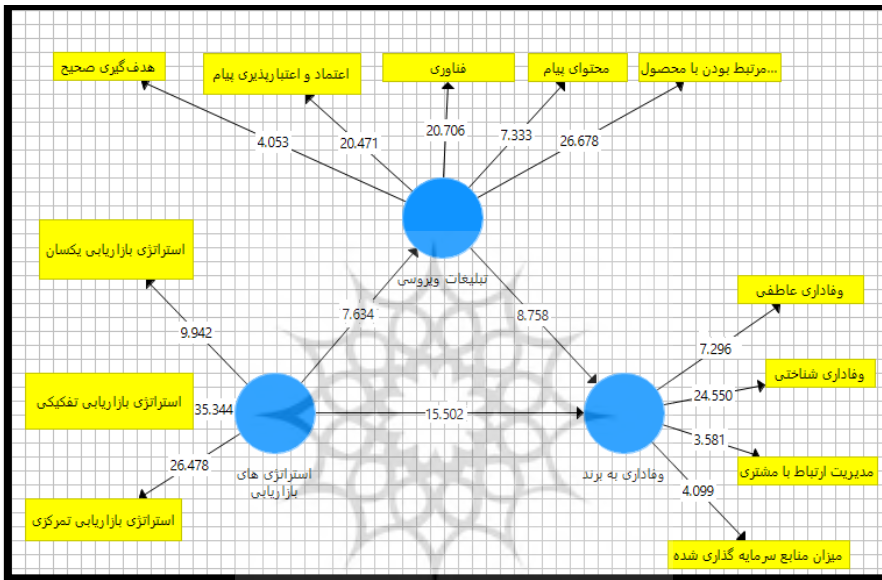 هدف‌گیری صحیح
اعتماد و اعتبارپذیری پیام
فناوری
محتوای پیام
مرتبط بودن با محصول...
4.053
20.471
20.706
7.333
26.678
استراتژی بازاریابی یکسان
تبلیغات ویروسی
وفاداری عاطفی
9.942
7.634
8.758
7.296
استراتژی بازاریابی تفکیکی
35.344
15.502
24.550
وفاداری شناختی
26.478
3.581
استراتژی های
بازاریابی
وفاداری به برند
مدیریت ارتباط با مشتری
4.099
استراتژی بازاریابی تمرکزی
میزان منابع سرمایه گذاری شده